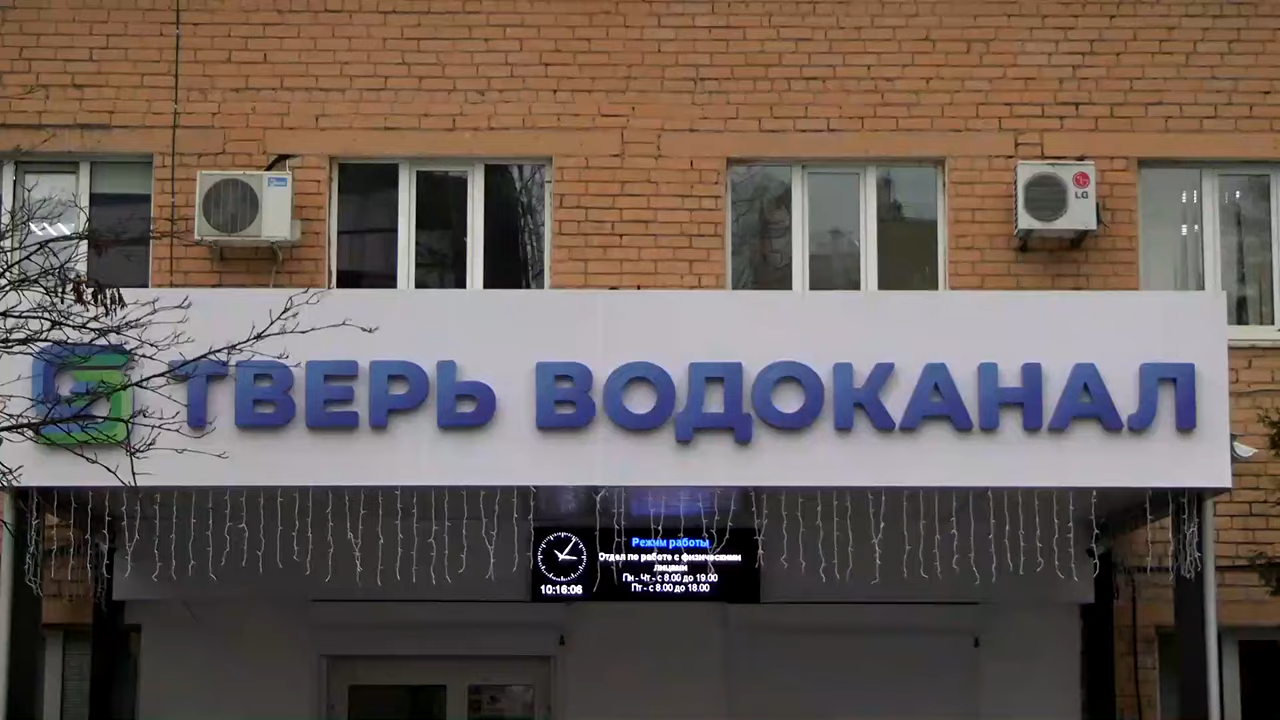 LG
ТВЕРЬ ВОДОКАНАЛ
Режим работы
Отдел по работе с физическими
лицами
Пн - Чт - с 8.00 до 19.00
Пт - с 8.00 до 18.00
10:16:06